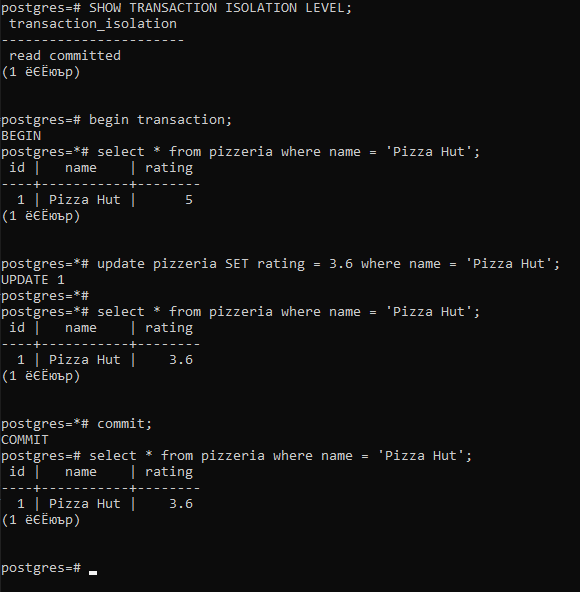 postgres=# SHOW TRANSACTION ISOLATION LEVEL;
 transaction_isolation
-----------------------
 read committed
(1 ёЄЁюър)
postgres=# begin transaction;
BEGIN
postgres=*# select * from pizzeria where name = 'Pizza Hut';
 id |   name    | rating
----+-----------+--------
  1 | Pizza Hut |      5
(1 ёЄЁюър)
postgres=*# update pizzeria SET rating = 3.6 where name = 'Pizza Hut';
UPDATE 1
postgres=*#
postgres=*# select * from pizzeria where name = 'Pizza Hut';
 id |   name    | rating
----+-----------+--------
  1 | Pizza Hut |    3.6
(1 ёЄЁюър)
postgres=*# commit;
COMMIT
postgres=# select * from pizzeria where name = 'Pizza Hut';
 id |   name    | rating
----+-----------+--------
  1 | Pizza Hut |    3.6
(1 ёЄЁюър)
postgres=#